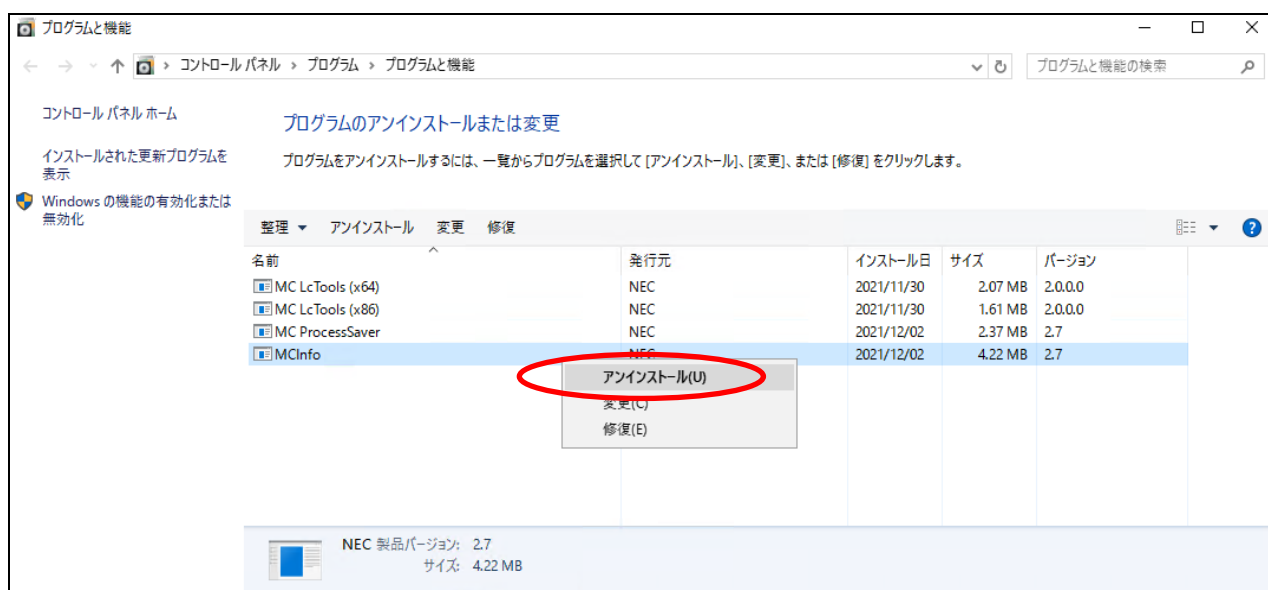 プログラムと機能
コントロール パネル › プログラム › プログラムと機能
プログラムと機能の検索
コントロール パネル ホーム
インストールされた更新プログラムを
表示
Windows の機能の有効化または
無効化
プログラムのアンインストールまたは変更
プログラムをアンインストールするには、一覧からプログラムを選択して [アンインストール]、[変更]、または [修復] をクリックします。
整理 アンインストール 変更 修復
名前 発行元 インストール日 サイズ バージョン
MC LcTools (x64) NEC 2021/11/30 2.07 MB 2.0.0.0
MC LcTools (x86) NEC 2021/11/30 1.61 MB 2.0.0.0
MC ProcessSaver NEC 2021/12/02 2.37 MB 2.7
MCInfo NEC 2021/12/02 4.22 MB 2.7
アンインストール(U)
変更(C)
修復(E)
NEC 製品バージョン: 2.7
サイズ: 4.22 MB